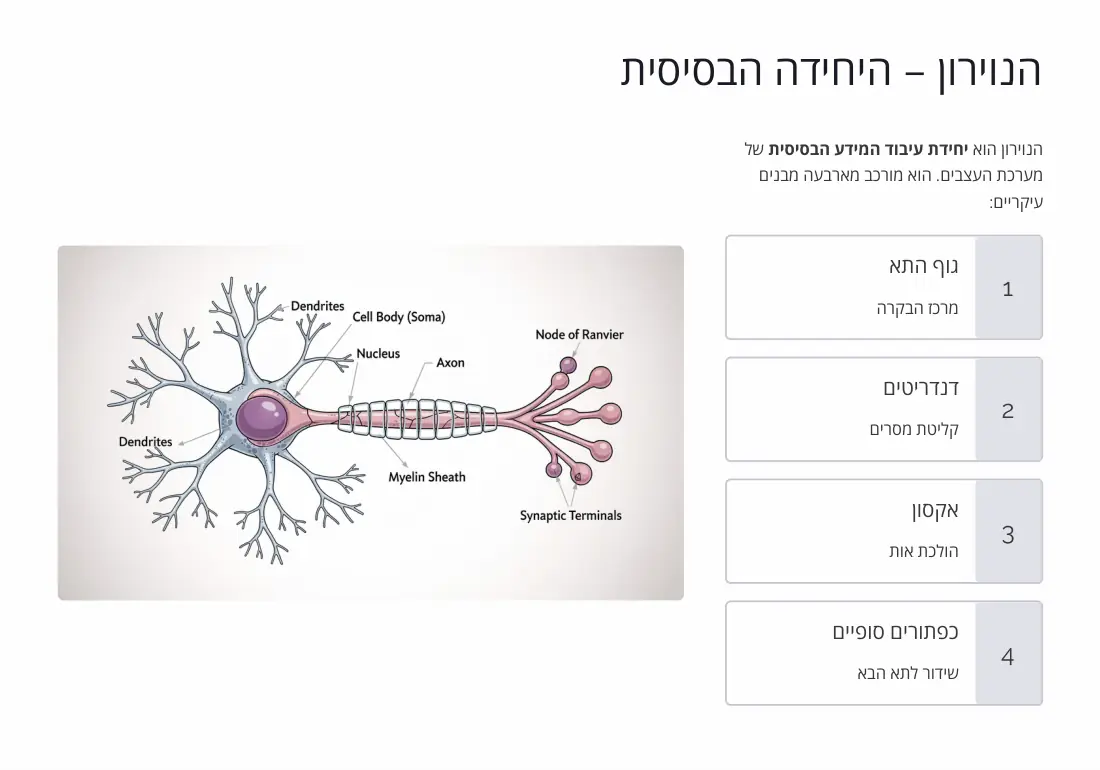 הנוירון – היחידה הבסיסית
הנוירון הוא יחידת עיבוד המידע הבסיסית של
מערכת העצבים. הוא מורכב מארבעה מבנים
עיקריים:
1
גוף התא
מרכז הבקרה
2
דנדריטים
קליטת מסרים
3
אקסון
הולכת אות
4
כפתורים סופיים
שידור לתא הבא
Dendrites
Cell Body (Soma)
Nucleus
Axon
Node of Ranvier
Dendrites
Myelin Sheath
Synaptic Terminals